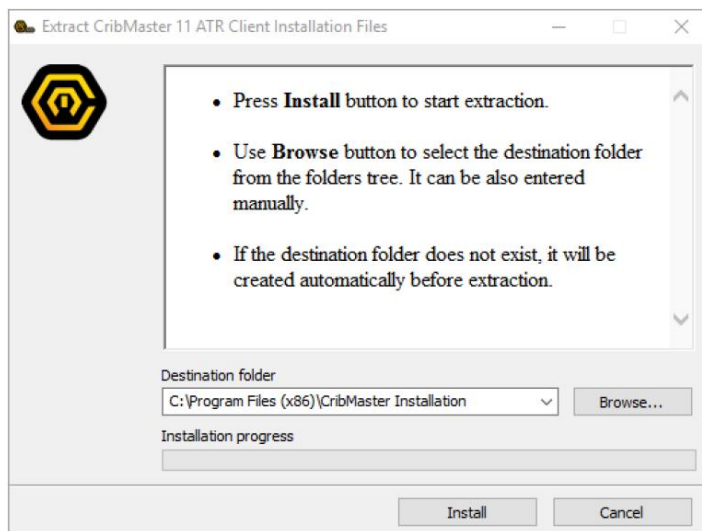 Extract CribMaster 11 ATR Client Installation Files
• Press Install button to start extraction.
• Use Browse button to select the destination folder
from the folders tree. It can be also entered
manually.
• If the destination folder does not exist, it will be
created automatically before extraction.
Destination folder
C:\Program Files (x86)\CribMaster Installation
Browse...
Installation progress
Install
Cancel